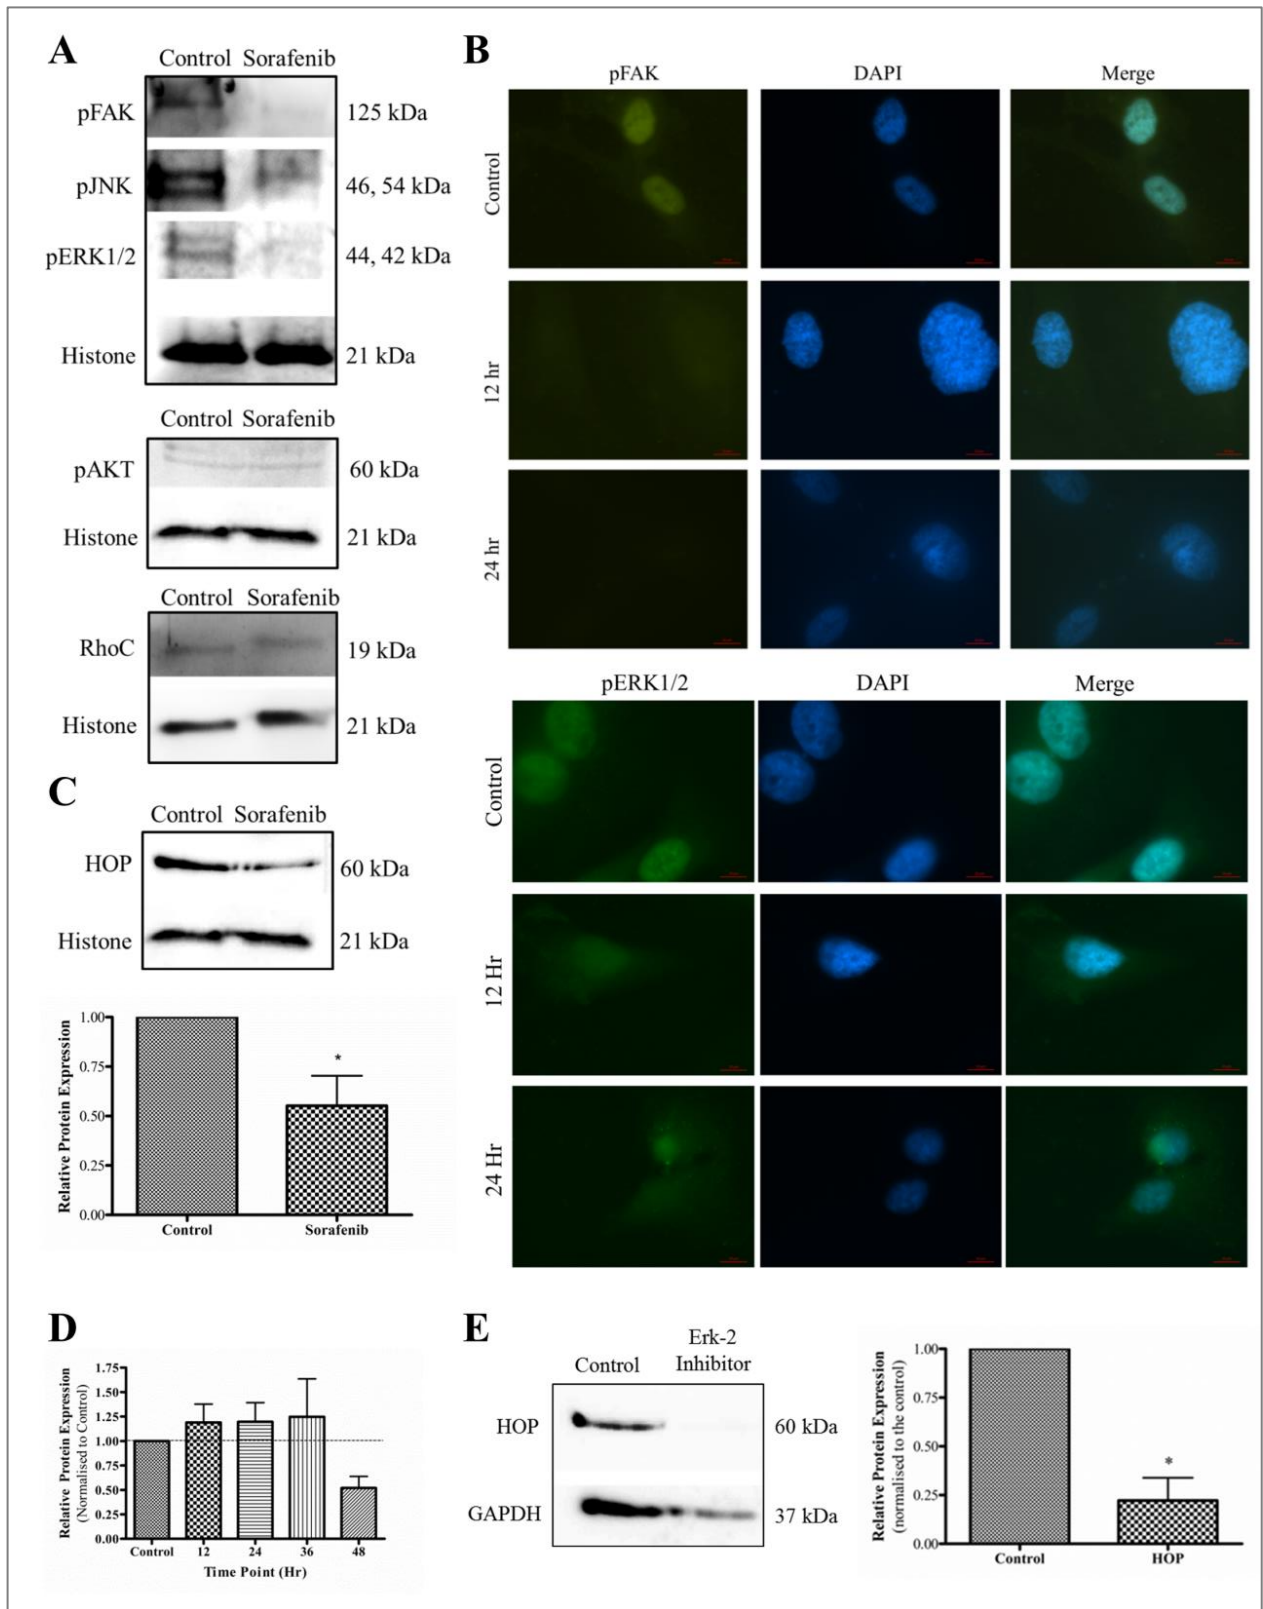 A
Control Sorafenib
pFAK 125 kDa
pJNK 46, 54 kDa
pERK1/2 44, 42 kDa
Histone 21 kDa
Control Sorafenib
pAKT 60 kDa
Histone 21 kDa
Control Sorafenib
RhoC 19 kDa
Histone 21 kDa
B
pFAK DAPI Merge
Control
12 hr
24 hr
pERK1/2 DAPI Merge
Control
12 Hr
24 Hr
C
Control Sorafenib
HOP 60 kDa
Histone 21 kDa
Relative Protein Expression
1.00
0.75
0.50
0.25
0.00
*
Control Sorafenib
D
Relative Protein Expression
(Normalised to Control)
1.75
1.50
1.25
1.00
0.75
0.50
0.25
0.00
Control 12 24 36 48
Time Point (Hr)
E
Erk-2
Control Inhibitor
HOP 60 kDa
GAPDH 37 kDa
Relative Protein Expression
(normalised to the control)
1.00
0.75
0.50
0.25
0.00
*
Control HOP